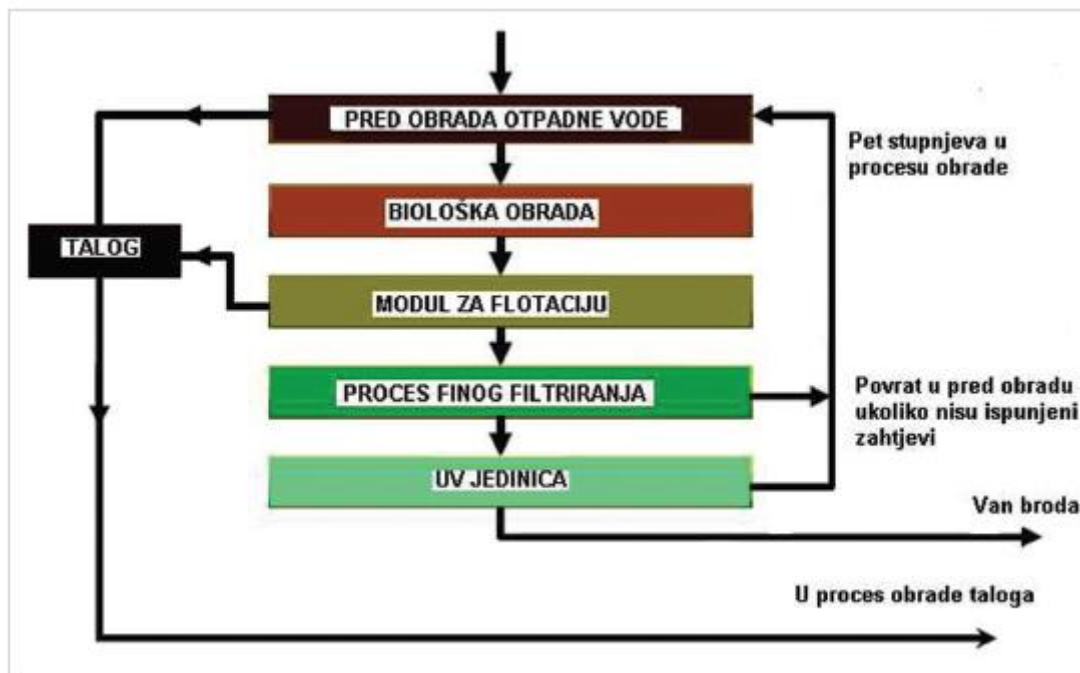 PRED OBRADA OTPADNE VODE
Pet stupnjeva u
procesu obrade
BIOLOŠKA OBRADA
TALOG
MODUL ZA FLOTACIJU
PROCES FINOG FILTRIRANJA
Povrat u pred obradu
ukoliko nisu ispunjeni
zahtjevi
UV JEDINICA
Van broda
U proces obrade taloga